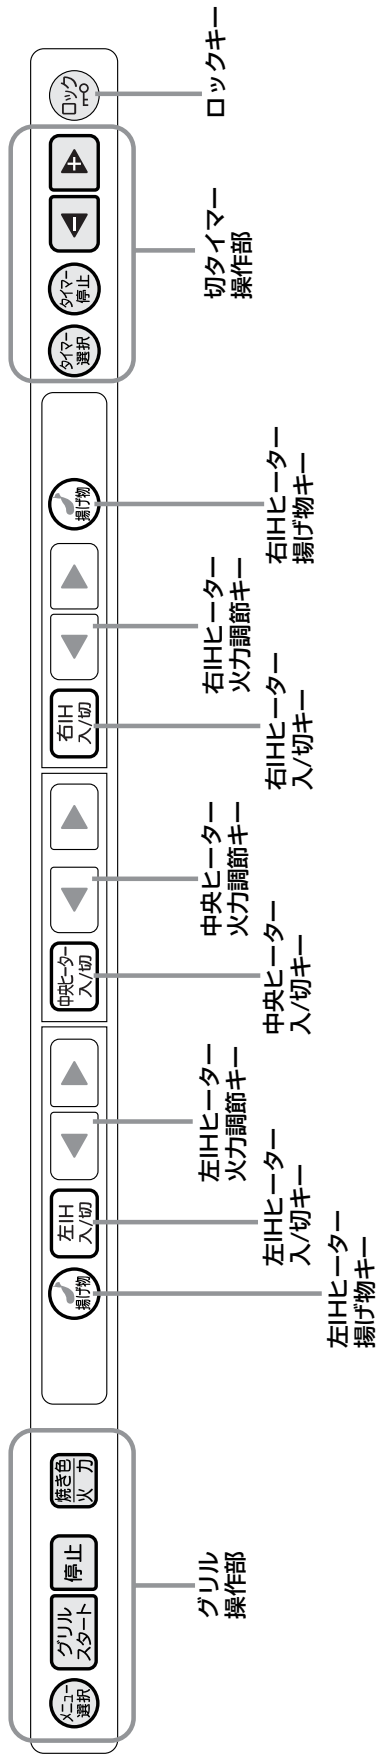 メニュー
選択
グリル
スタート
停止
焼き色
火 力
揚げ物
左IH
入/切
◀
▶
中央ヒーター
入/切
◀
▶
右IH
入/切
◀
▶
揚げ物
タイマー
選択
タイマー
停止
−
+
ロック
グリル
操作部
左IHヒーター
揚げ物キー
左IHヒーター
入/切キー
左IHヒーター
火力調節キー
中央ヒーター
入/切キー
中央ヒーター
火力調節キー
右IHヒーター
入/切キー
右IHヒーター
火力調節キー
右IHヒーター
揚げ物キー
切タイマー
操作部
ロックキー